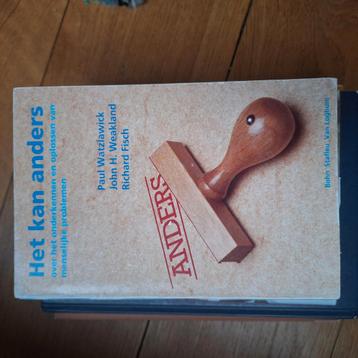 Het kan anders
over het onderkennen en oplossen van
menselijke problemen
Paul Watzlawick
John H. Weakland
Richard Fisch
ANDERS
Bohn Stafleu Van Loghum